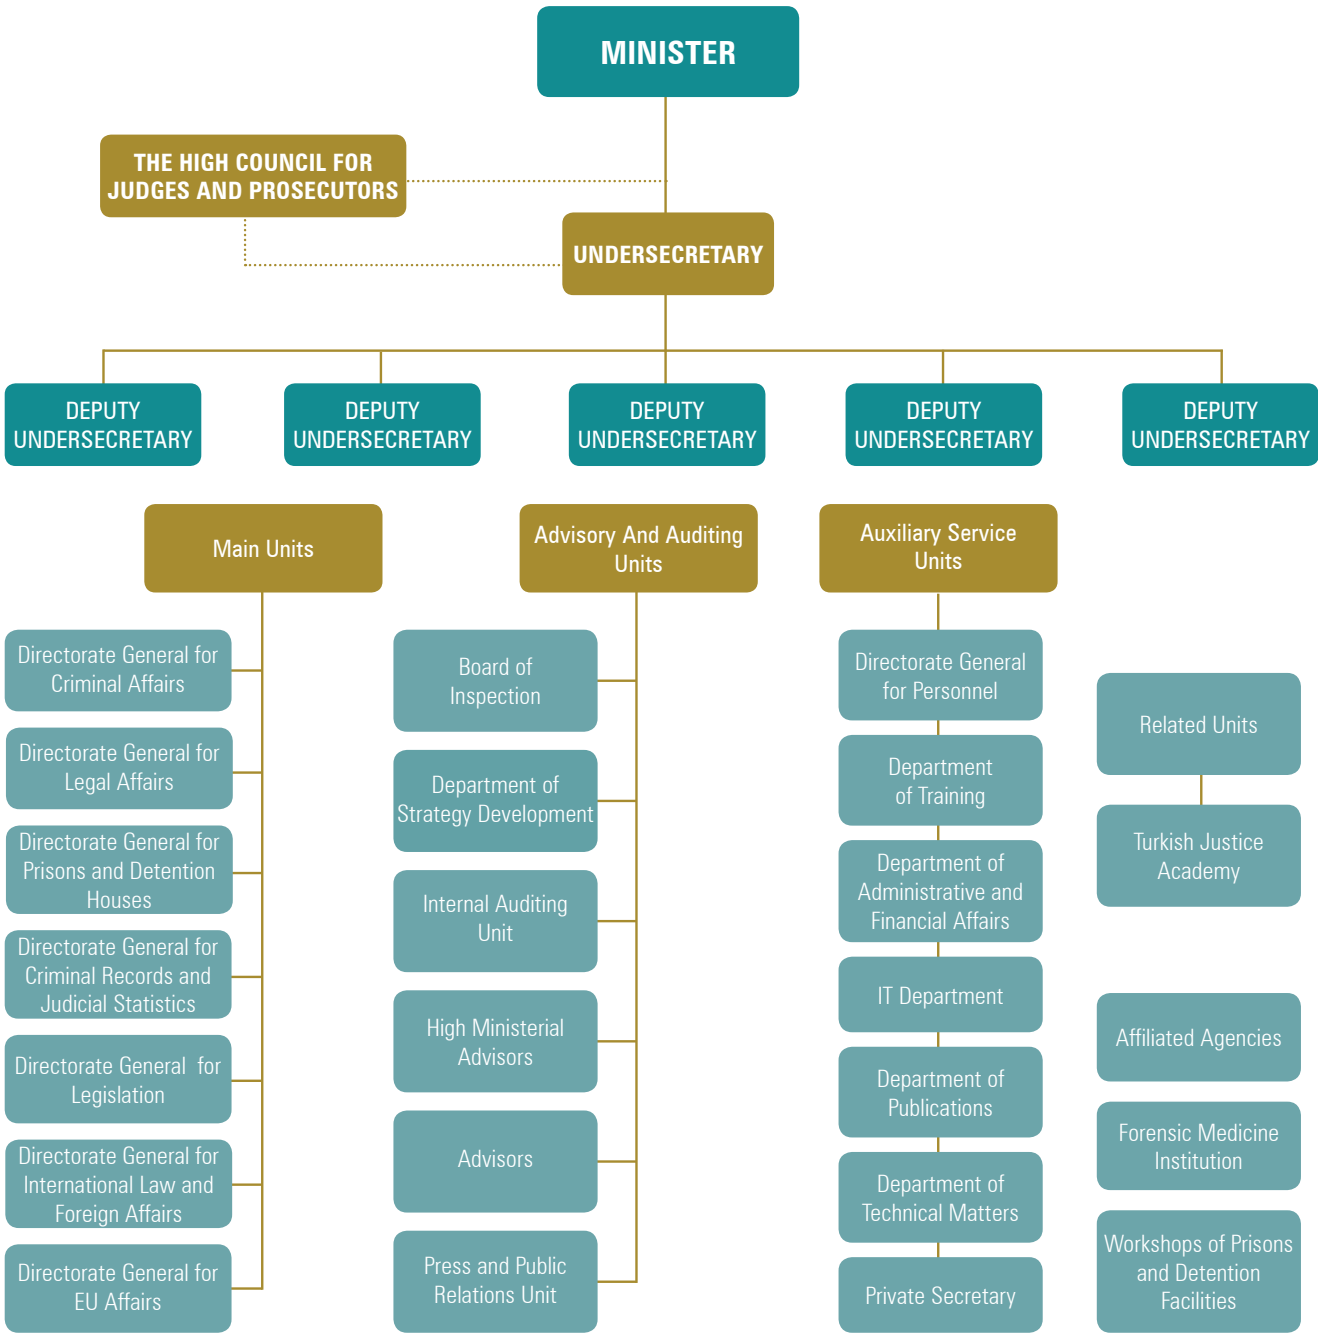 MINISTER
THE HIGH COUNCIL FOR
JUDGES AND PROSECUTORS
UNDERSECRETARY
DEPUTY
UNDERSECRETARY
DEPUTY
UNDERSECRETARY
DEPUTY
UNDERSECRETARY
DEPUTY
UNDERSECRETARY
DEPUTY
UNDERSECRETARY
Main Units
Directorate General for
Criminal Affairs
Directorate General for
Legal Affairs
Directorate General for
Prisons and Detention
Houses
Directorate General for
Criminal Records and
Judicial Statistics
Directorate General for
Legislation
Directorate General for
International Law and
Foreign Affairs
Directorate General for
EU Affairs
Advisory And Auditing
Units
Board of
Inspection
Department of
Strategy Development
Internal Auditing
Unit
High Ministerial
Advisors
Advisors
Press and Public
Relations Unit
Auxiliary Service
Units
Directorate General
for Personnel
Department
of Training
Department of
Administrative and
Financial Affairs
IT Department
Department of
Publications
Department of
Technical Matters
Private Secretary
Related Units
Turkish Justice
Academy
Affiliated Agencies
Forensic Medicine
Institution
Workshops of Prisons
and Detention
Facilities